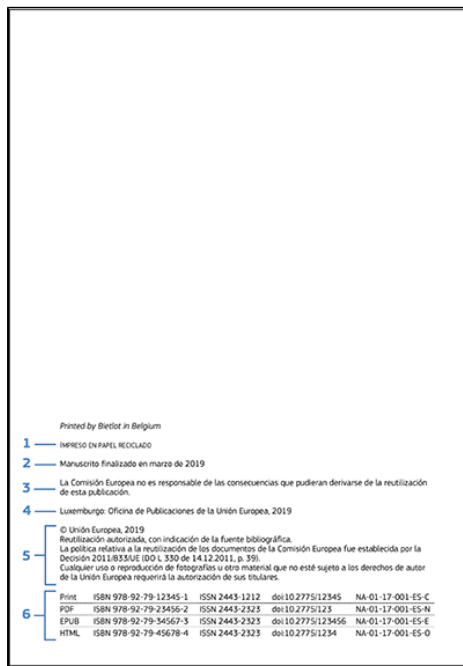 Printed by Bietlot in Belgium
1 IMPRESO EN PAPEL RECICLADO
2 Manuscrito finalizado en marzo de 2019
3 La Comisión Europea no es responsable de las consecuencias que pudieran derivarse de la reutilización
de esta publicación.
4 Luxemburgo: Oficina de Publicaciones de la Unión Europea, 2019
© Unión Europea, 2019
Reutilización autorizada, con indicación de la fuente bibliográfica.
La política relativa a la reutilización de los documentos de la Comisión Europea fue establecida por la
5 Decisión 2011/833/UE (DO L 330 de 14.12.2011, p. 39).
Cualquier uso o reproducción de fotografías u otro material que no esté sujeto a los derechos de autor
de la Unión Europea requerirá la autorización de sus titulares.
Print ISBN 978-92-79-12345-1 ISSN 2443-1212 doi:10.2775/12345 NA-01-17-001-ES-C
PDF ISBN 978-92-79-23456-2 ISSN 2443-2323 doi:10.2775/123 NA-01-17-001-ES-N
6 EPUB ISBN 978-92-79-34567-3 ISSN 2443-2323 doi:10.2775/123456 NA-01-17-001-ES-E
HTML ISBN 978-92-79-45678-4 ISSN 2443-2323 doi:10.2775/1234 NA-01-17-001-ES-O